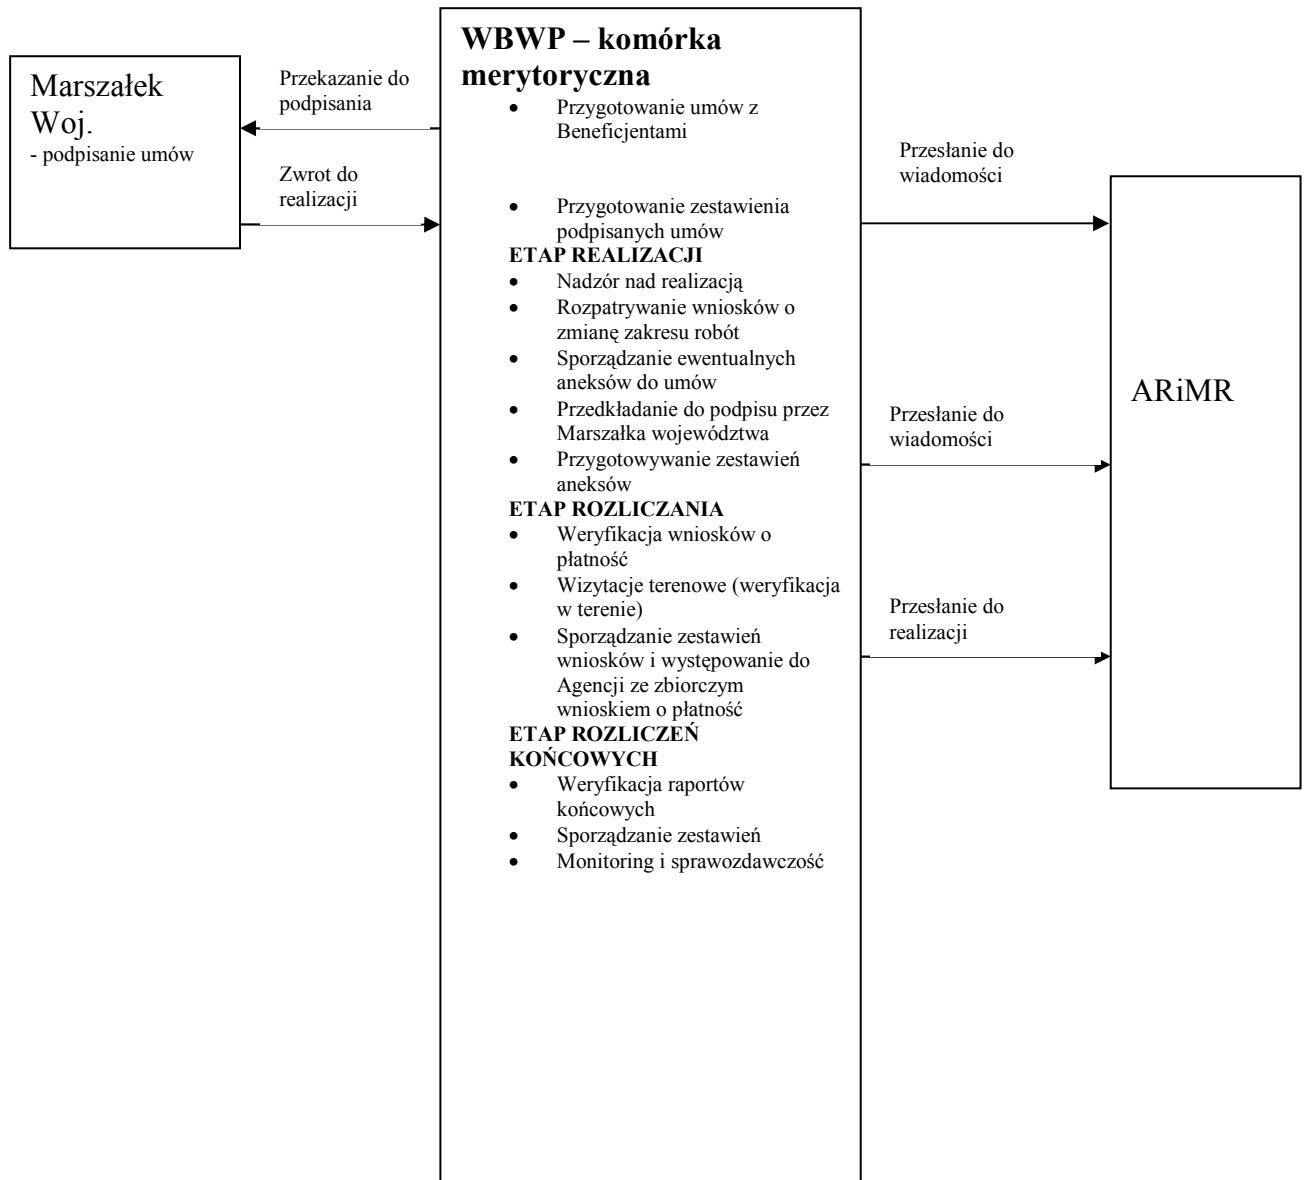 Marszałek
Woj.
- podpisanie umów
Przekazanie do
podpisania
Zwrot do
realizacji
WBWP – komórka
merytoryczna
• Przygotowanie umów z
Beneficjentami
• Przygotowanie zestawienia
podpisanych umów
ETAP REALIZACJI
• Nadzór nad realizacją
• Rozpatrywanie wniosków o
zmianę zakresu robót
• Sporządzanie ewentualnych
aneksów do umów
• Przedkładanie do podpisu przez
Marszałka województwa
• Przygotowywanie zestawień
aneksów
ETAP ROZLICZANIA
• Weryfikacja wniosków o
płatność
• Wizytacje terenowe (weryfikacja
w terenie)
• Sporządzanie zestawień
wniosków i występowanie do
Agencji ze zbiorczym
wnioskiem o płatność
ETAP ROZLICZEŃ
KOŃCOWYCH
• Weryfikacja raportów
końcowych
• Sporządzanie zestawień
• Monitoring i sprawozdawczość
Przesłanie do
wiadomości
Przesłanie do
wiadomości
Przesłanie do
realizacji
ARiMR